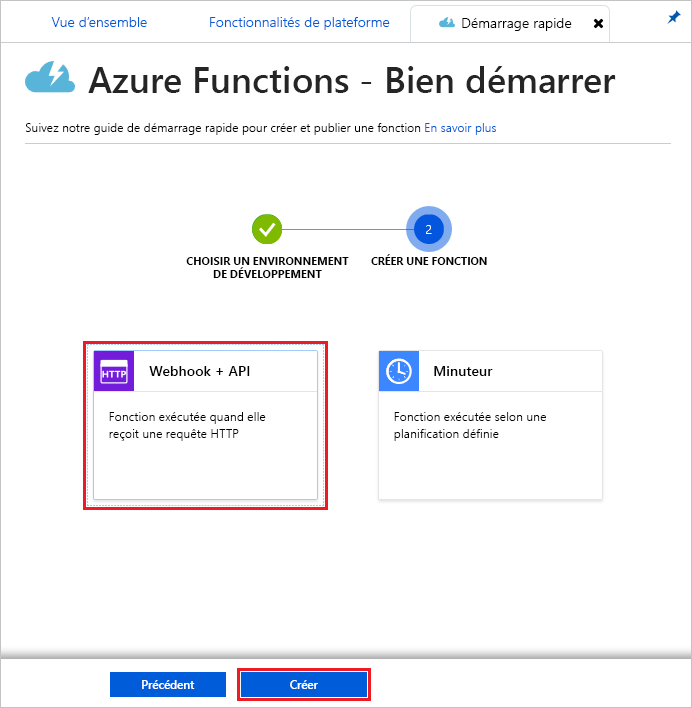 Vue d’ensemble
Fonctionnalités de plateforme
Démarrage rapide
Azure Functions - Bien démarrer
Suivez notre guide de démarrage rapide pour créer et publier une fonction En savoir plus
2
CHOISIR UN ENVIRONNEMENT
DE DÉVELOPPEMENT
CRÉER UNE FONCTION
HTTP
Webhook + API
Fonction exécutée quand elle
reçoit une requête HTTP
Minuteur
Fonction exécutée selon une
planification définie
Précédent
Créer